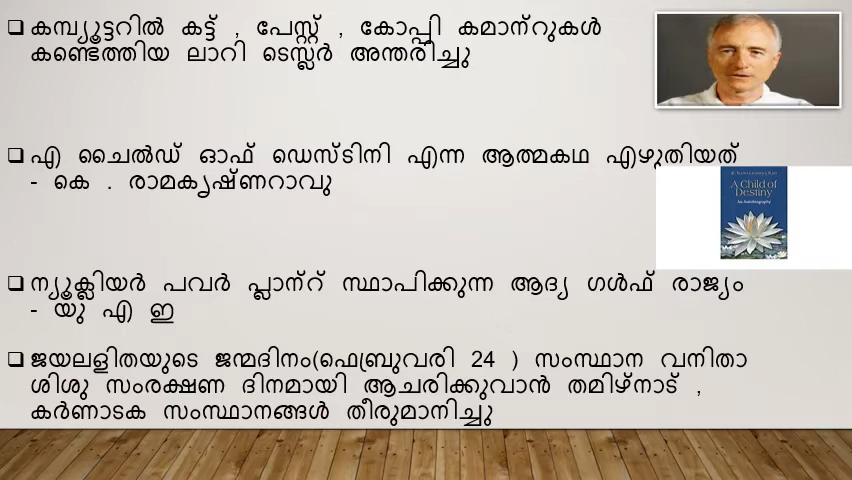 കമ്പ്യൂട്ടറിൽ കട്ട് , പേസ്റ്റ് , കോപ്പി കമാന്റുകൾ
കണ്ടെത്തിയ ലാറി ടെസ്ലർ അന്തരിച്ചു
എ ചൈൽഡ് ഓഫ് ഡെസ്ടിനി എന്ന ആത്മകഥ എഴുതിയത്
- കെ . രാമകൃഷ്ണറാവു
A Child of
Destiny
An Autobiography
ന്യൂക്ലിയർ പവർ പ്ലാന്റ് സ്ഥാപിക്കുന്ന ആദ്യ ഗൾഫ് രാജ്യം
- യു എ ഇ
ജയലളിതയുടെ ജന്മദിനം(ഫെബ്രുവരി 24 ) സംസ്ഥാന വനിതാ
ശിശു സംരക്ഷണ ദിനമായി ആചരിക്കുവാൻ തമിഴ്നാട് ,
കർണാടക സംസ്ഥാനങ്ങൾ തീരുമാനിച്ചു